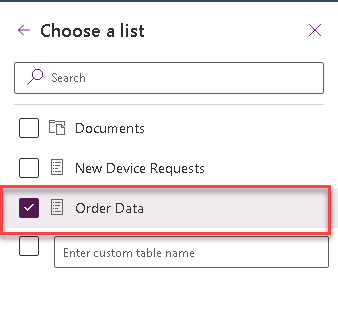 Choose a list
Search
Documents
New Device Requests
Order Data
Enter custom table name